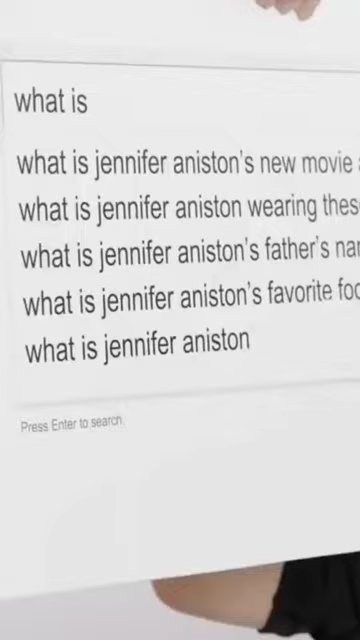 what is
what is jennifer aniston's new movie
what is jennifer aniston wearing
what is jennifer aniston's father's
what is jennifer aniston's favorite
what is jennifer aniston
Press Enter to search.